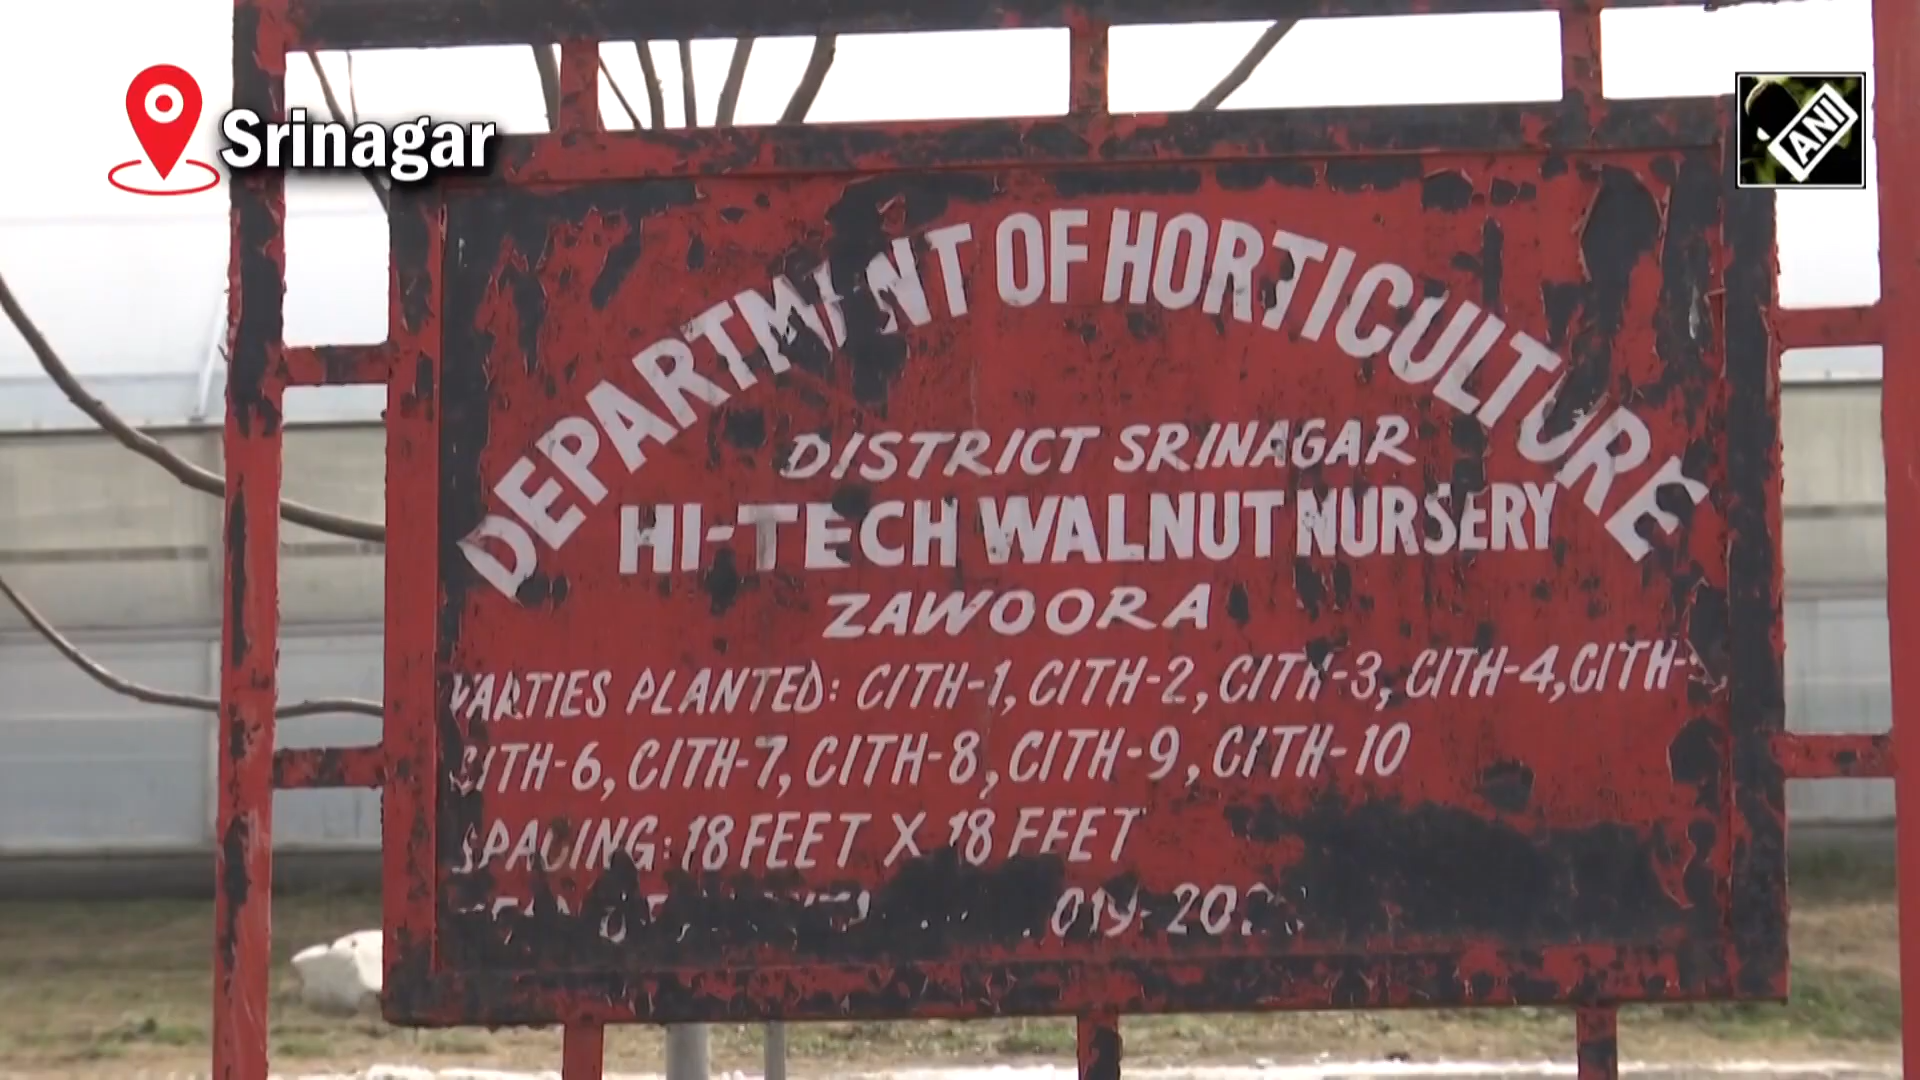 Srinagar
ANI
DEPARTMENT OF HORTICULTURE
DISTRICT SRINAGAR
HI-TECH WALNUT NURSERY
ZAWOORA
VARTIES PLANTED: CITH-1, CITH-2, CITH-3, CITH-4, CITH-
CITH-6, CITH-7, CITH-8, CITH-9, CITH-10
SPACING: 18 FEET X 18 FEET